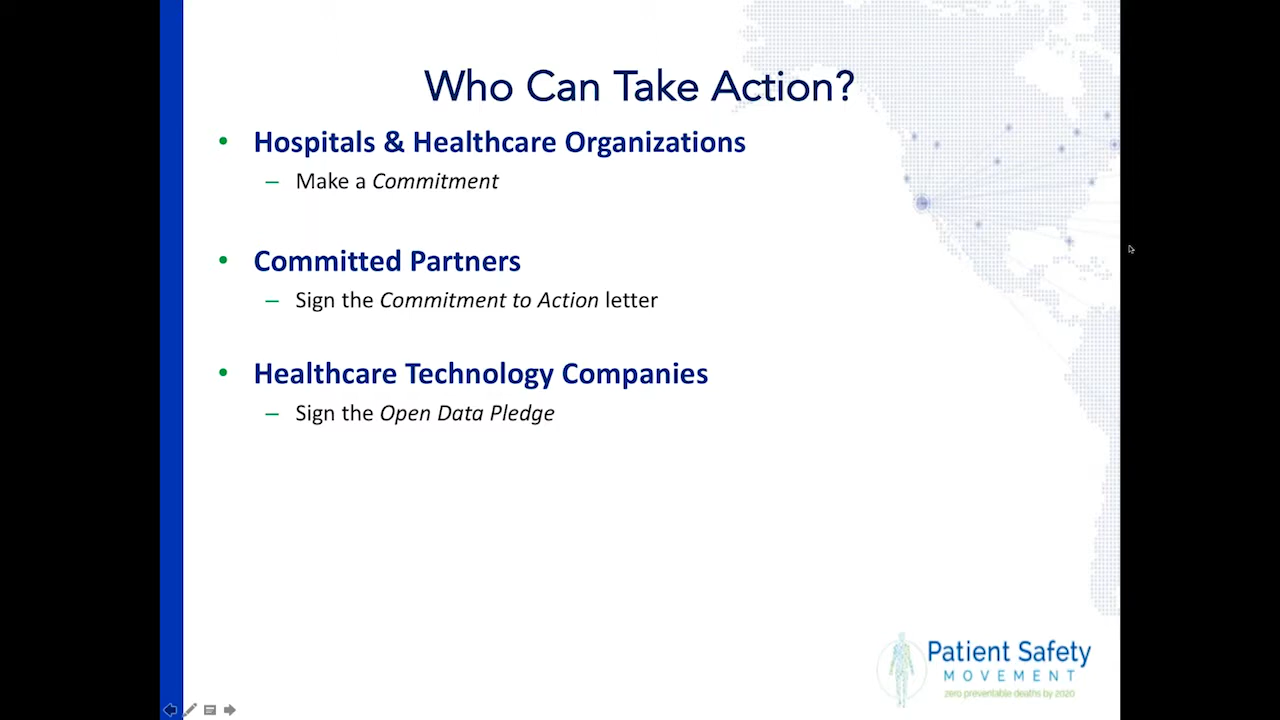 Who Can Take Action?
• Hospitals & Healthcare Organizations
– Make a Commitment
• Committed Partners
– Sign the Commitment to Action letter
• Healthcare Technology Companies
– Sign the Open Data Pledge
Patient Safety
MOVEMENT
zero preventable deaths by 2020